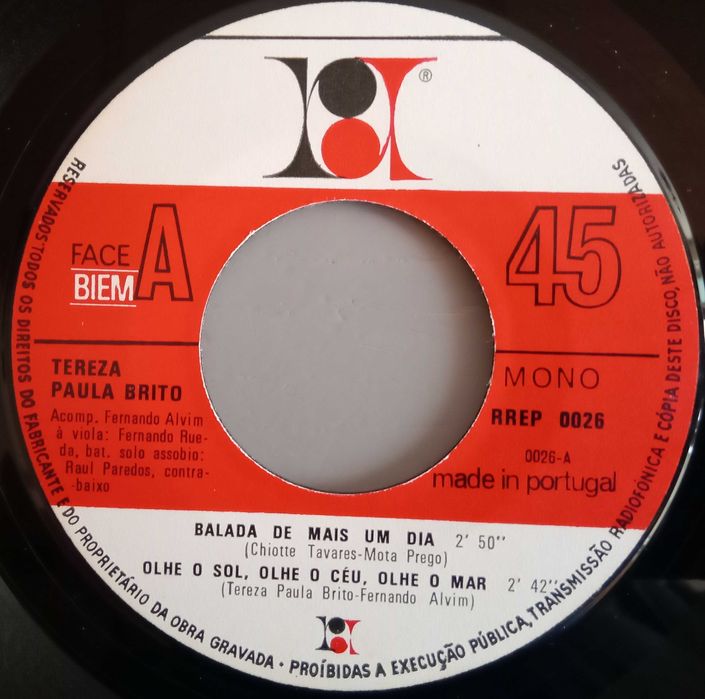 ®
FACE A
BIEM
45
TEREZA
PAULA BRITO
Acomp. Fernando Alvim
à viola: Fernando Rue-
da, bat. solo assobio:
Raul Paredos, contra-
-baixo
MONO
RREP 0026
0026-A
made in portugal
BALADA DE MAIS UM DIA 2' 50''
(Chiotte Tavares-Mota Prego)
OLHE O SOL, OLHE O CÉU, OLHE O MAR 2' 42''
(Tereza Paula Brito-Fernando Alvim)
RESERVADOS TODOS OS DIREITOS DO FABRICANTE E DO PROPRIETÁRIO DA OBRA GRAVADA · PROÍBIDAS A EXECUÇÃO PÚBLICA, TRANSMISSÃO RADIOFÓNICA E CÓPIA DESTE DISCO, NÃO AUTORIZADAS